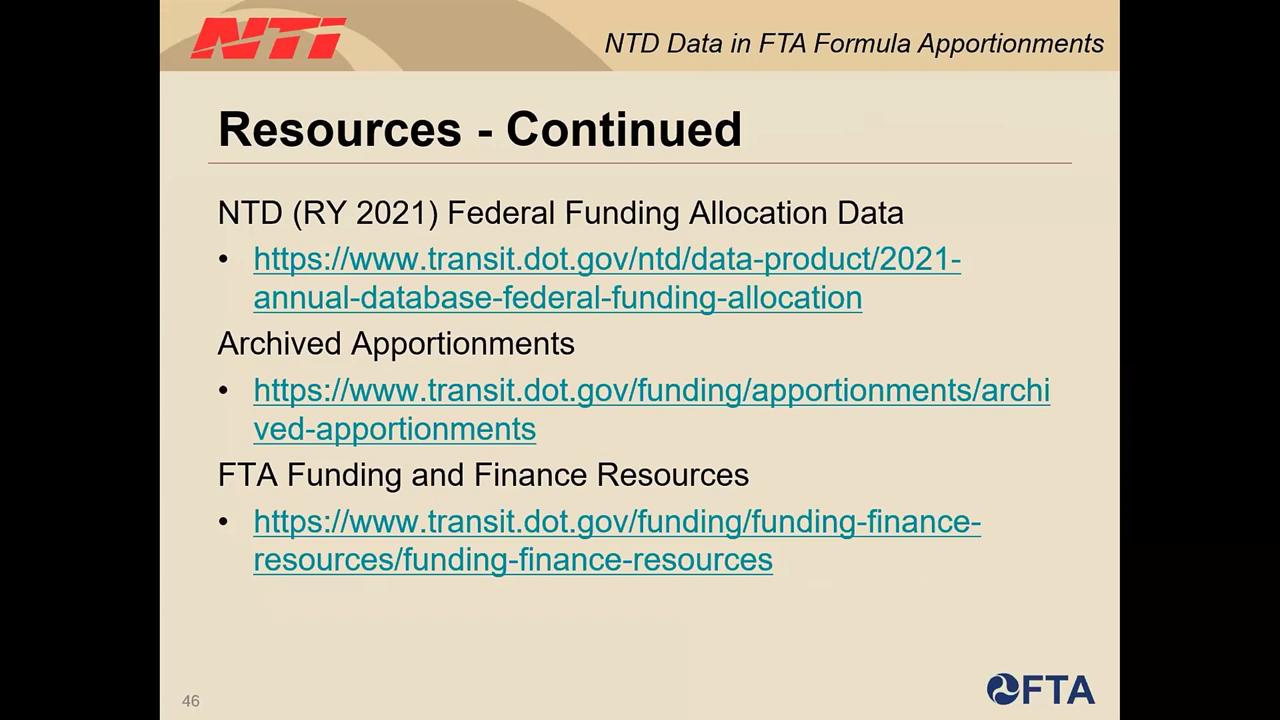 NTI
NTD Data in FTA Formula Apportionments
Resources - Continued
NTD (RY 2021) Federal Funding Allocation Data
• https://www.transit.dot.gov/ntd/data-product/2021-
annual-database-federal-funding-allocation
Archived Apportionments
• https://www.transit.dot.gov/funding/apportionments/archi
ved-apportionments
FTA Funding and Finance Resources
• https://www.transit.dot.gov/funding/funding-finance-
resources/funding-finance-resources
46
FTA